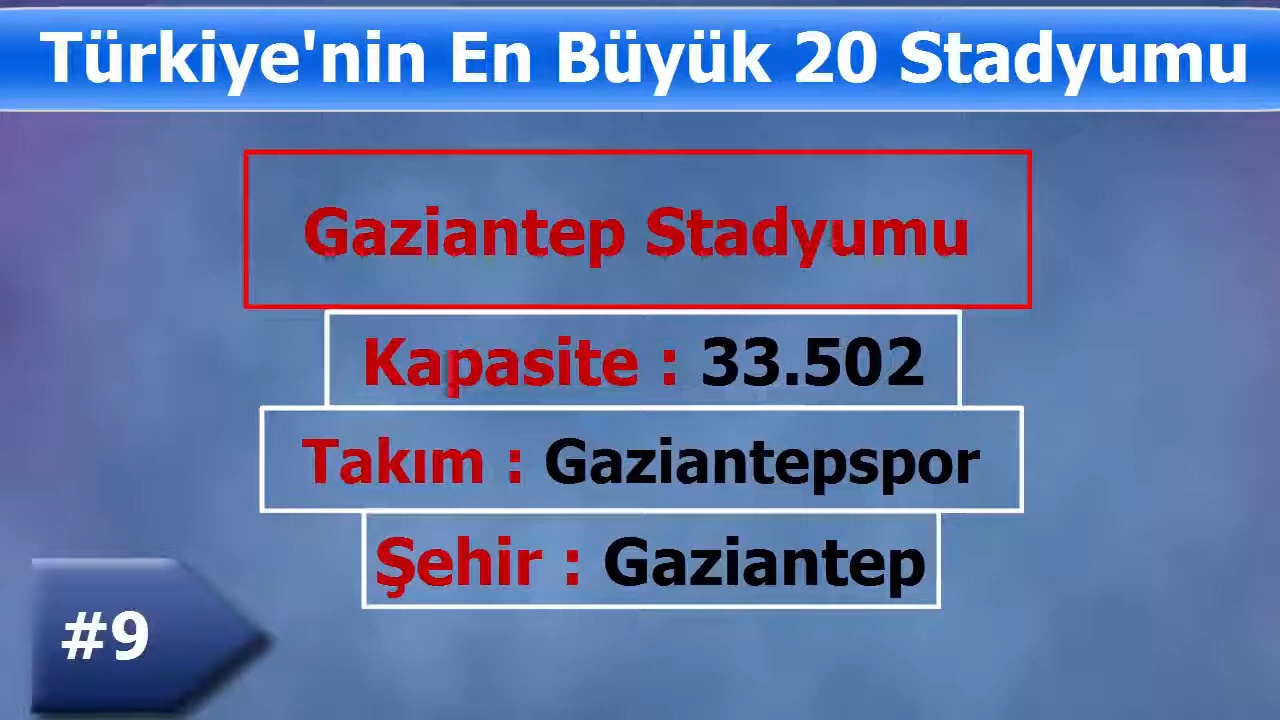 Türkiye'nin En Büyük 20 Stadyumu
Gaziantep Stadyumu
Kapasite : 33.502
Takım : Gaziantepspor
Şehir : Gaziantep
#9